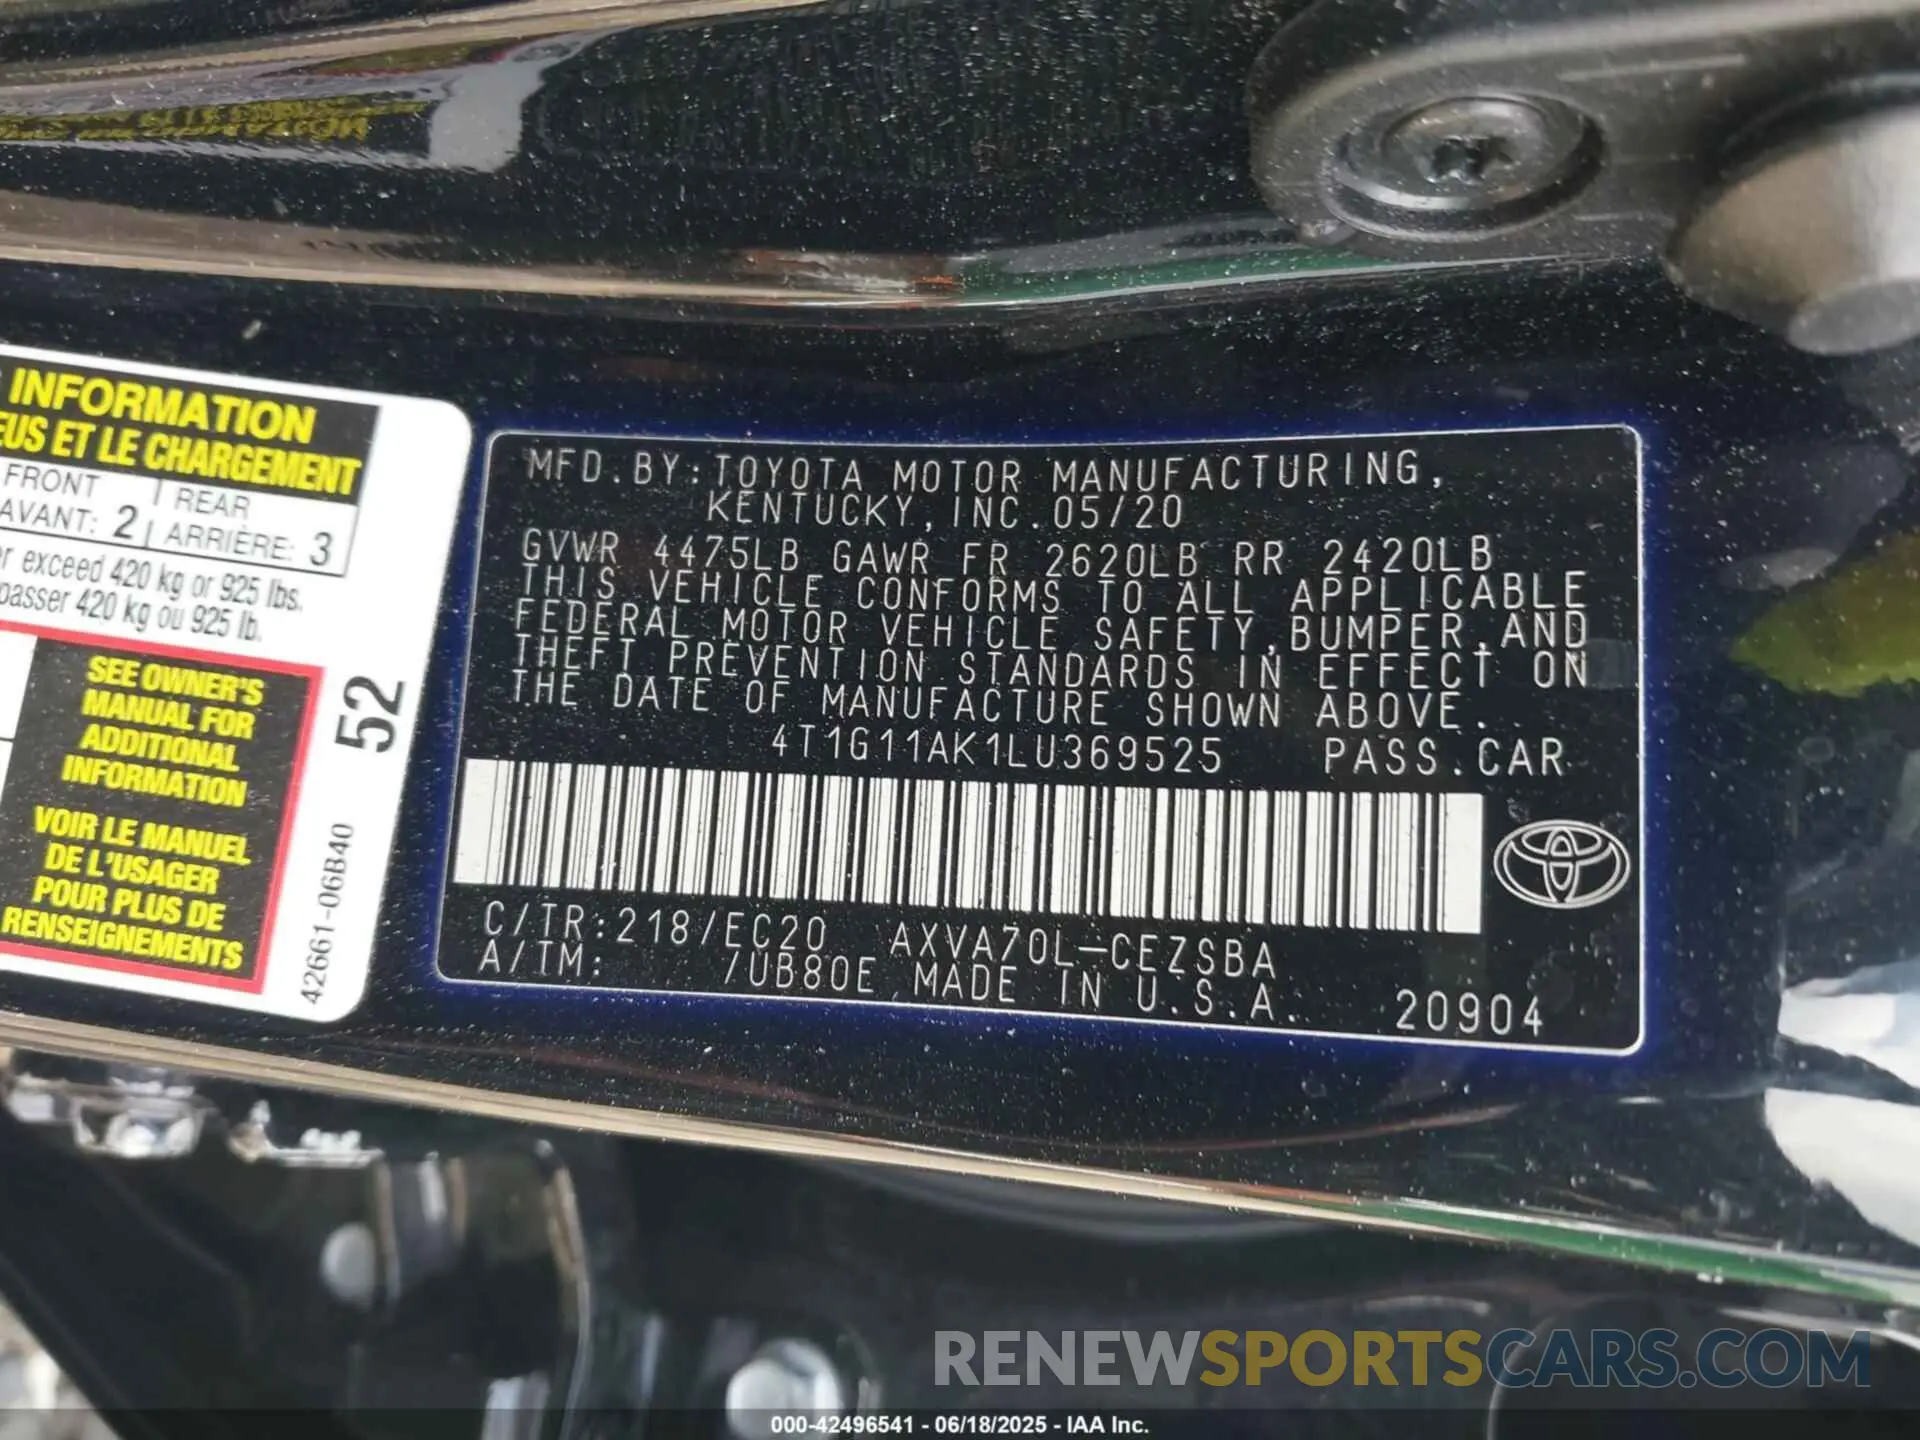 INFORMATION
EUS ET LE CHARGEMENT
FRONT REAR
AVANT: 2 ARRIÈRE: 3
er exceed 420 kg or 925 lbs.
passer 420 kg ou 925 lb.
SEE OWNER'S
MANUAL FOR
ADDITIONAL
INFORMATION
VOIR LE MANUEL
DE L'USAGER
POUR PLUS DE
RENSEIGNEMENTS
52
42661-06B40
MFD.BY:TOYOTA MOTOR MANUFACTURING,
KENTUCKY,INC.05/20
GVWR 4475LB GAWR FR 2620LB RR 2420LB
THIS VEHICLE CONFORMS TO ALL APPLICABLE
FEDERAL MOTOR VEHICLE SAFETY,BUMPER,AND
THEFT PREVENTION STANDARDS IN EFFECT ON
THE DATE OF MANUFACTURE SHOWN ABOVE.
4T1G11AK1LU369525 PASS.CAR
C/TR:218/EC20 AXVA70L-CEZSBA
A/TM: /UB80E MADE IN U.S.A. 20904
RENEWSPORTSCARS.COM
000-42496541 - 06/18/2025 - IAA Inc.